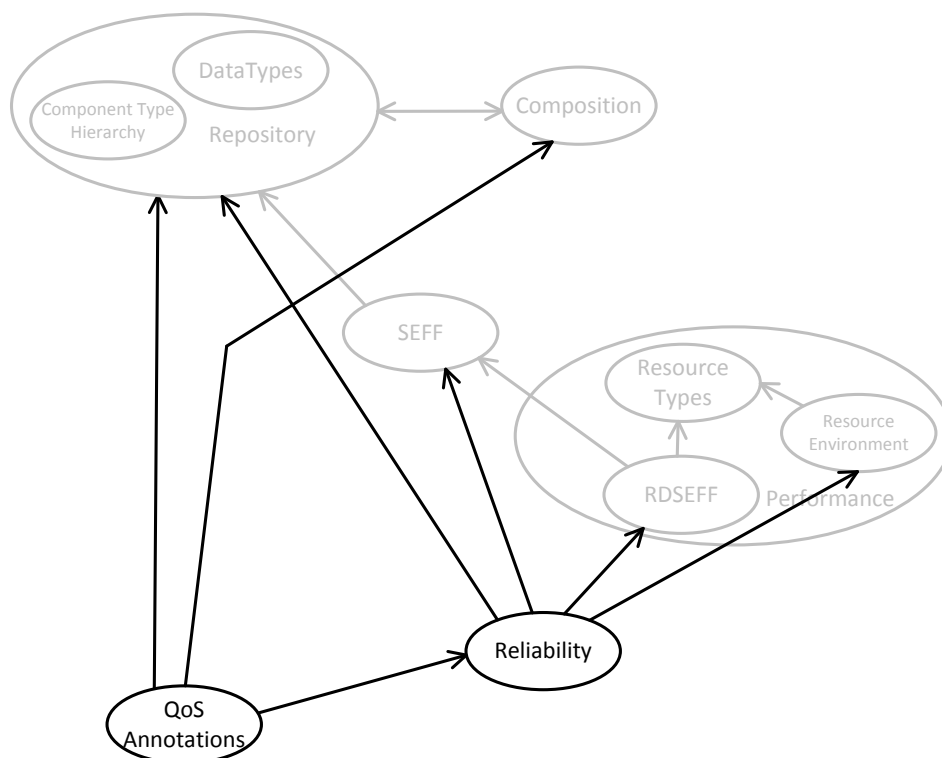 DataTypes
Component Type
Hierarchy
Repository
Composition
SEFF
Resource
Types
Resource
Environment
RDSEFF
Performance
Reliability
QoS
Annotations